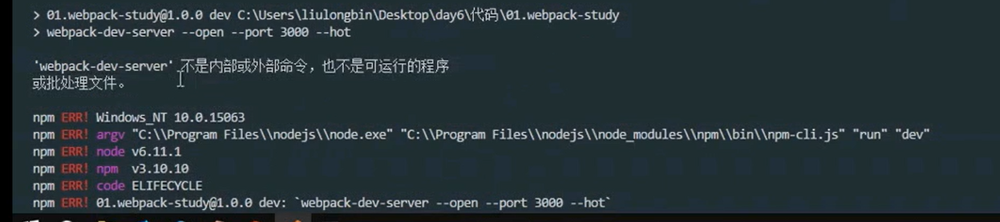 > 01.webpack-study@1.0.0 dev C:\Users\liulongbin\Desktop\day6\代码\01.webpack-study
> webpack-dev-server --open --port 3000 --hot
'webpack-dev-server' 不是内部或外部命令，也不是可运行的程序
或批处理文件。
npm ERR! Windows_NT 10.0.15063
npm ERR! argv "C:\\Program Files\\nodejs\\node.exe" "C:\\Program Files\\nodejs\\node_modules\\npm\\bin\\npm-cli.js" "run" "dev"
npm ERR! node v6.11.1
npm ERR! npm  v3.10.10
npm ERR! code ELIFECYCLE
npm ERR! 01.webpack-study@1.0.0 dev: `webpack-dev-server --open --port 3000 --hot`